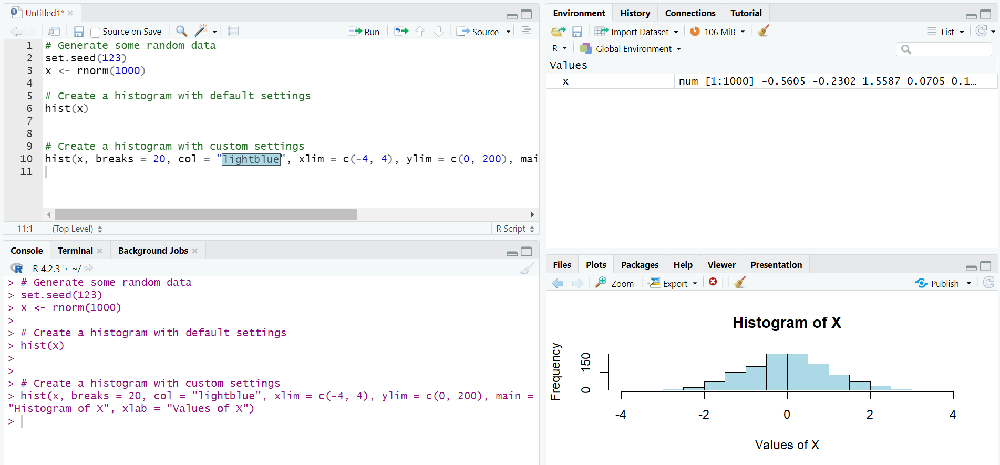 Untitled1*
Source on Save
Run
Source
1 # Generate some random data
2 set.seed(123)
3 x <- rnorm(1000)
4
5 # Create a histogram with default settings
6 hist(x)
7
8
9 # Create a histogram with custom settings
10 hist(x, breaks = 20, col = "lightblue", xlim = c(-4, 4), ylim = c(0, 200), mai
11
11:1 (Top Level) R Script
Console Terminal Background Jobs
R R 4.2.3 · ~/
> # Generate some random data
> set.seed(123)
> x <- rnorm(1000)
>
> # Create a histogram with default settings
> hist(x)
>
>
> # Create a histogram with custom settings
> hist(x, breaks = 20, col = "lightblue", xlim = c(-4, 4), ylim = c(0, 200), main =
"Histogram of X", xlab = "Values of X")
>
Environment History Connections Tutorial
Import Dataset 106 MiB List
R Global Environment
Values
x num [1:1000] -0.5605 -0.2302 1.5587 0.0705 0.1...
Files Plots Packages Help Viewer Presentation
Zoom Export Publish
Histogram of X
Frequency
150
0
-4 -2 0 2 4
Values of X